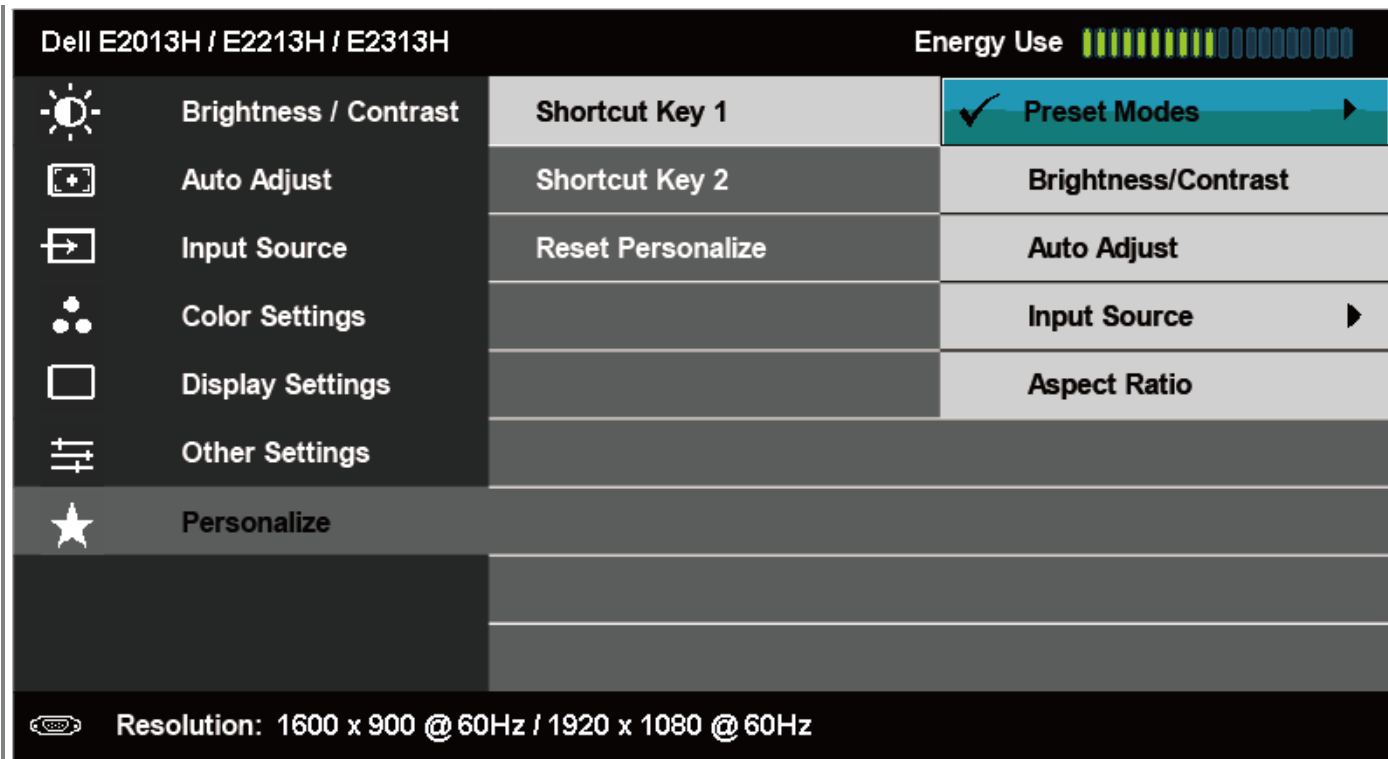 Dell E2013H / E2213H / E2313H Energy Use
Brightness / Contrast Shortcut Key 1 Preset Modes
Auto Adjust Shortcut Key 2 Brightness/Contrast
Input Source Reset Personalize Auto Adjust
Color Settings Input Source
Display Settings Aspect Ratio
Other Settings
Personalize
Resolution: 1600 x 900 @ 60Hz / 1920 x 1080 @ 60Hz